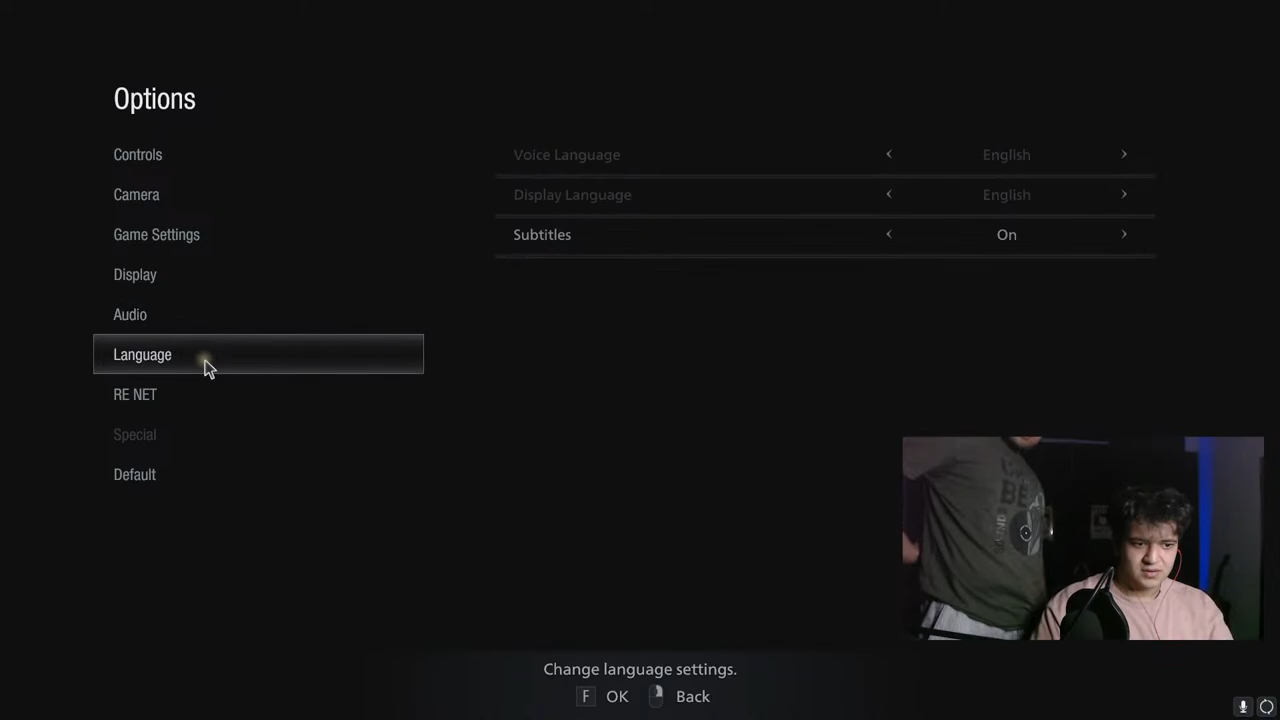 Options
Controls
Camera
Game Settings
Display
Audio
Language
RE NET
Special
Default
Voice Language < English >
Display Language < English >
Subtitles < On >
Change language settings.
F OK Back